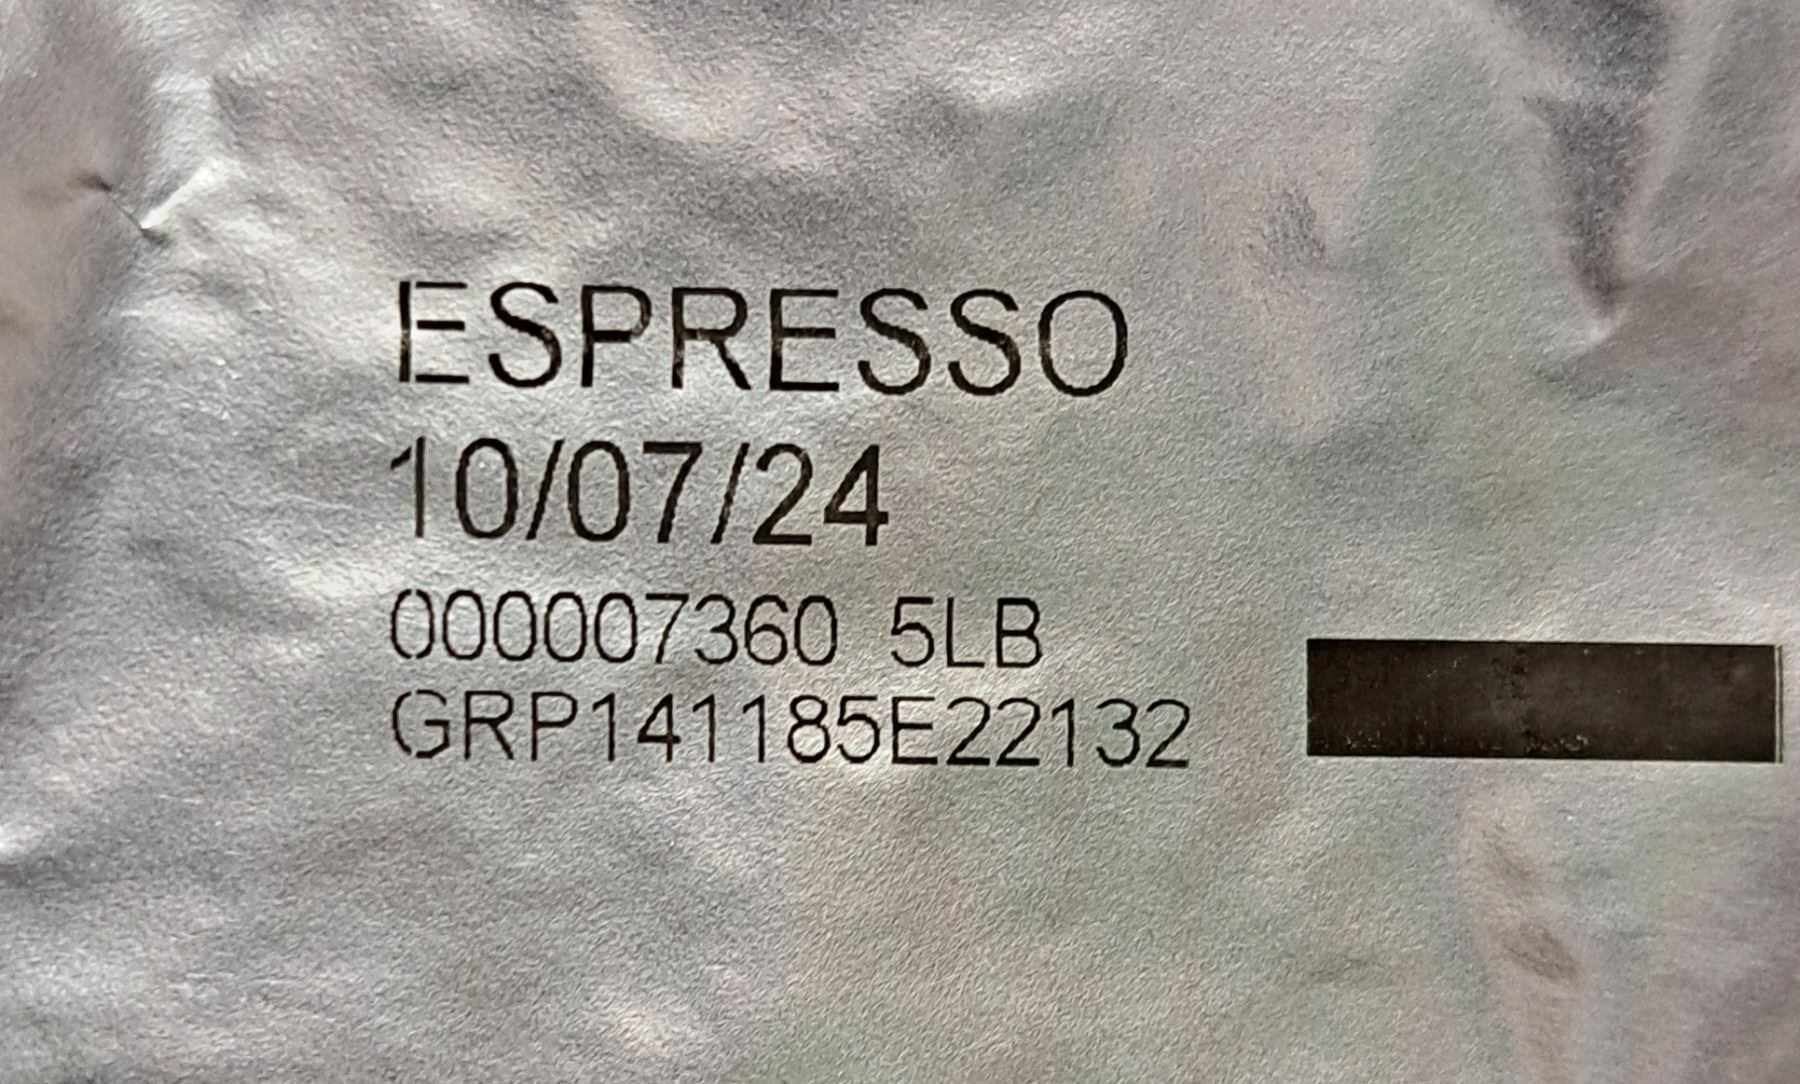 ESPRESSO
10/07/24
000007360 5LB
GRP141185E22132